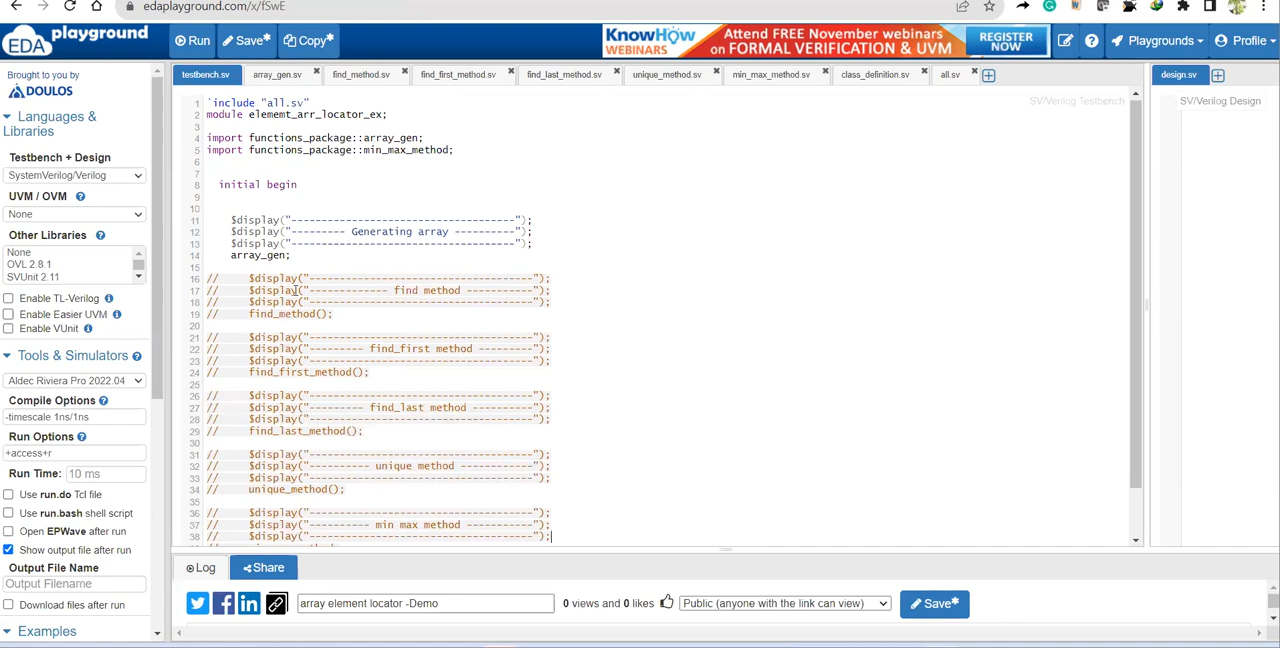 edaplayground.com/x/fSwE
EDA playground
Run
Save*
Copy*
KnowHow
WEBINARS
Attend FREE November webinars
on FORMAL VERIFICATION & UVM
REGISTER
NOW
Playgrounds
Profile
Brought to you by
DOULOS
Languages &
Libraries
Testbench + Design
SystemVerilog/Verilog
UVM / OVM
None
Other Libraries
None
OVL 2.8.1
SVUnit 2.11
Enable TL-Verilog
Enable Easier UVM
Enable VUnit
Tools & Simulators
Aldec Riviera Pro 2022.04
Compile Options
-timescale 1ns/1ns
Run Options
+access+r
Run Time: 10 ms
Use run.do Tcl file
Use run.bash shell script
Open EPWave after run
Show output file after run
Output File Name
Output Filename
Download files after run
Examples
testbench.sv array_gen.sv find_method.sv find_first_method.sv find_last_method.sv unique_method.sv min_max_method.sv class_definition.sv all.sv
SV/Verilog Testbench
1 `include "all.sv"
2 module elememt_arr_locator_ex;
3
4 import functions_package::array_gen;
5 import functions_package::min_max_method;
6
7
8 initial begin
9
10
11 $display("-------------------------------------");
12 $display("--------- Generating array ----------");
13 $display("-------------------------------------");
14 array_gen;
15
16 // $display("-------------------------------------");
17 // $display("------------- find method -----------");
18 // $display("-------------------------------------");
19 // find_method();
20
21 // $display("-------------------------------------");
22 // $display("--------- find_first method ---------");
23 // $display("-------------------------------------");
24 // find_first_method();
25
26 // $display("-------------------------------------");
27 // $display("--------- find_last method ----------");
28 // $display("-------------------------------------");
29 // find_last_method();
30
31 // $display("-------------------------------------");
32 // $display("---------- unique method ------------");
33 // $display("-------------------------------------");
34 // unique_method();
35
36 // $display("-------------------------------------");
37 // $display("---------- min max method -----------");
38 // $display("-------------------------------------");
design.sv
SV/Verilog Design
Log
Share
array element locator -Demo
0 views and 0 likes
Public (anyone with the link can view)
Save*